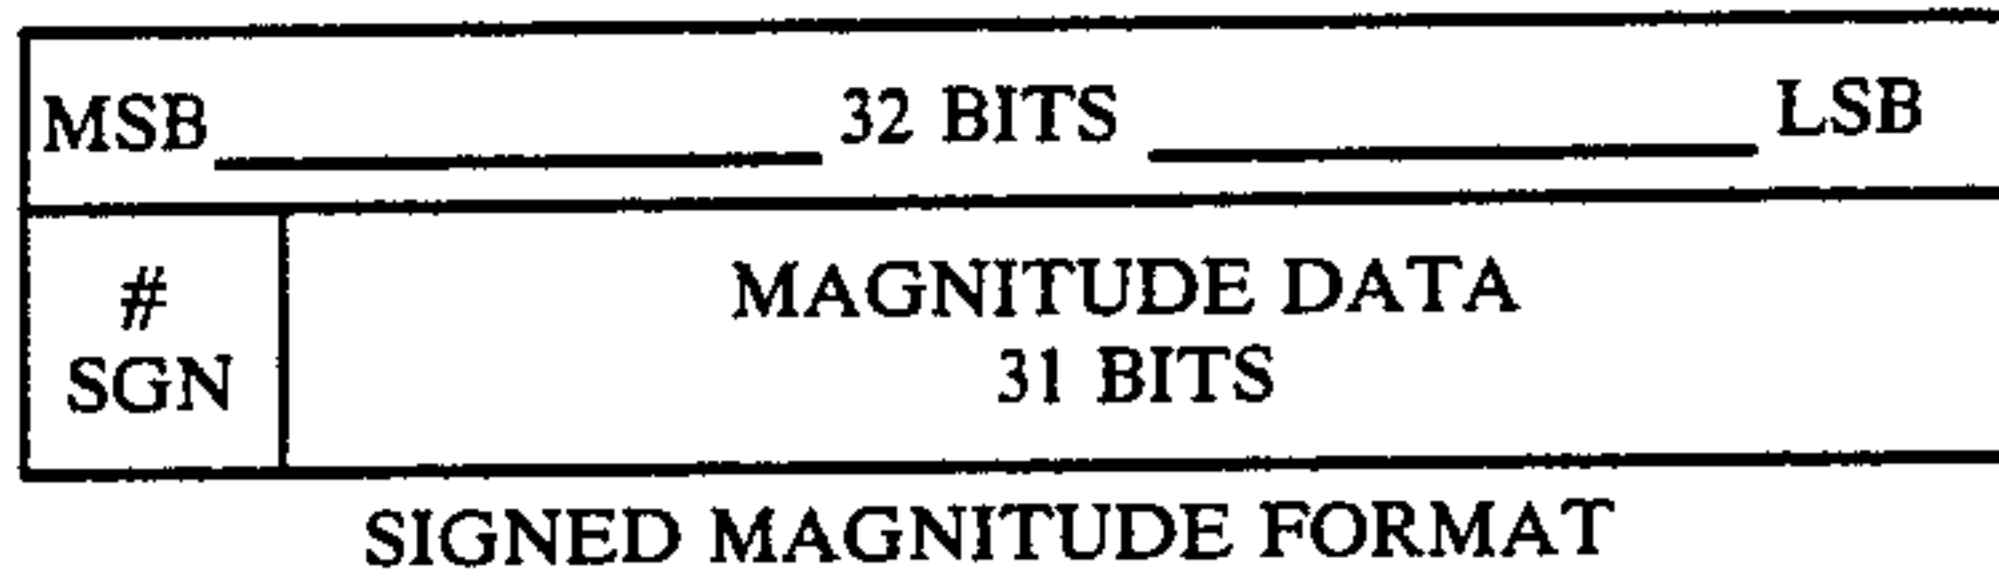 MSB 32 BITS LSB
#
SGN
MAGNITUDE DATA
31 BITS
SIGNED MAGNITUDE FORMAT